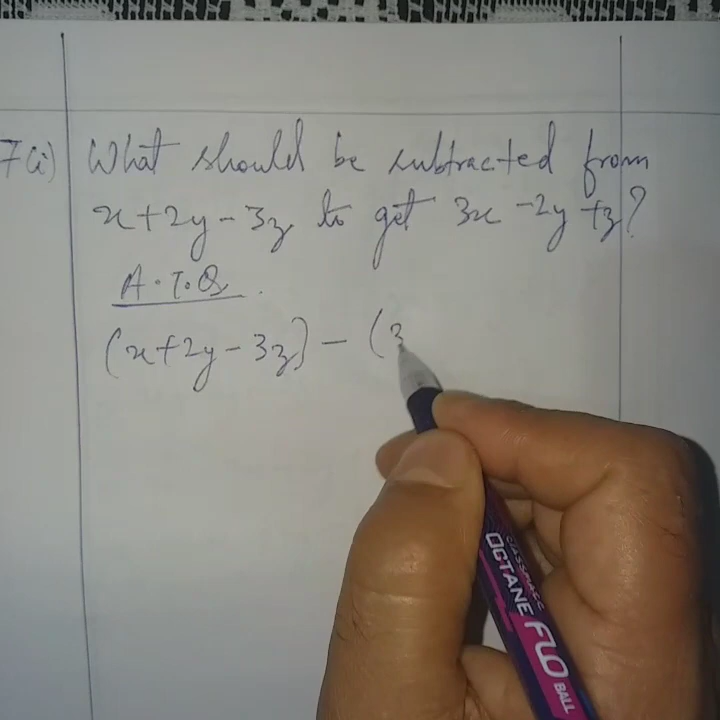 7(i) What should be subtracted from
x+2y-3z to get 3x-2y+z?
A.T.Q.
(x+2y-3z) - (3
CLASSMATE
OCTANE FLO BALL